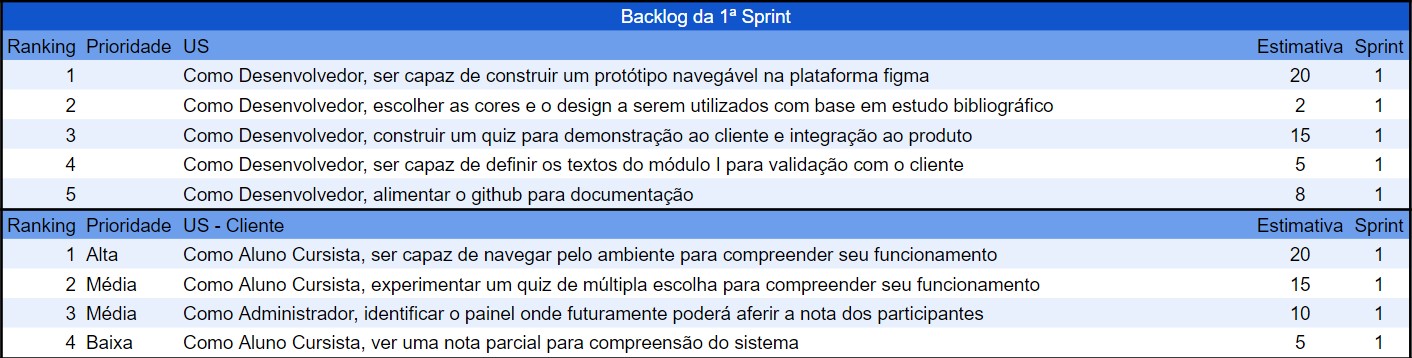 Backlog da 1ª Sprint
Ranking Prioridade US Estimativa Sprint
1 Como Desenvolvedor, ser capaz de construir um protótipo navegável na plataforma figma 20 1
2 Como Desenvolvedor, escolher as cores e o design a serem utilizados com base em estudo bibliográfico 2 1
3 Como Desenvolvedor, construir um quiz para demonstração ao cliente e integração ao produto 15 1
4 Como Desenvolvedor, ser capaz de definir os textos do módulo I para validação com o cliente 5 1
5 Como Desenvolvedor, alimentar o github para documentação 8 1
Ranking Prioridade US - Cliente Estimativa Sprint
1 Alta Como Aluno Cursista, ser capaz de navegar pelo ambiente para compreender seu funcionamento 20 1
2 Média Como Aluno Cursista, experimentar um quiz de múltipla escolha para compreender seu funcionamento 15 1
3 Média Como Administrador, identificar o painel onde futuramente poderá aferir a nota dos participantes 10 1
4 Baixa Como Aluno Cursista, ver uma nota parcial para compreensão do sistema 5 1